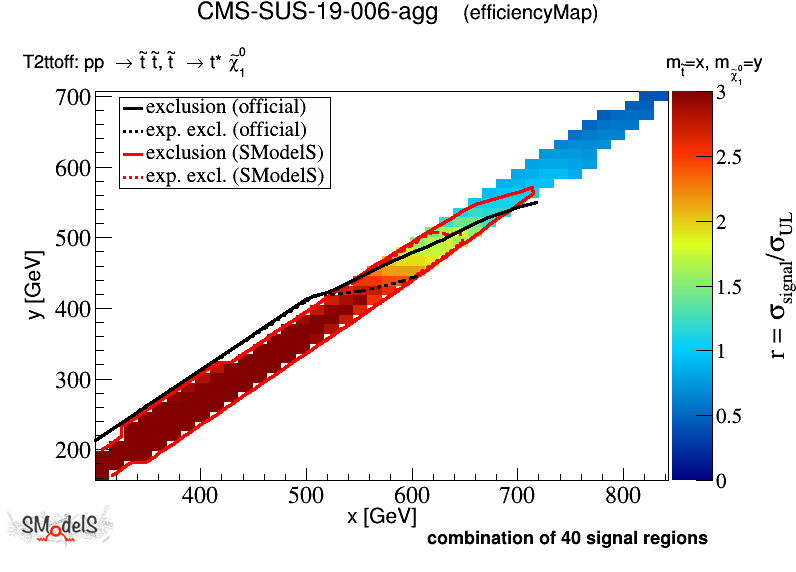 CMS-SUS-19-006-agg (efficiencyMap)
T2ttoff: pp → t̃ t̃, t̃ → t* χ̃₁⁰ m_t̃=x, m_χ̃₁⁰=y
exclusion (official)
exp. excl. (official)
exclusion (SModelS)
exp. excl. (SModelS)
700
600
500
400
300
200
y [GeV]
400 500 600 700 800
x [GeV]
3
2.5
2
1.5
1
0.5
0
r = σ_signal/σ_UL
SModelS
combination of 40 signal regions